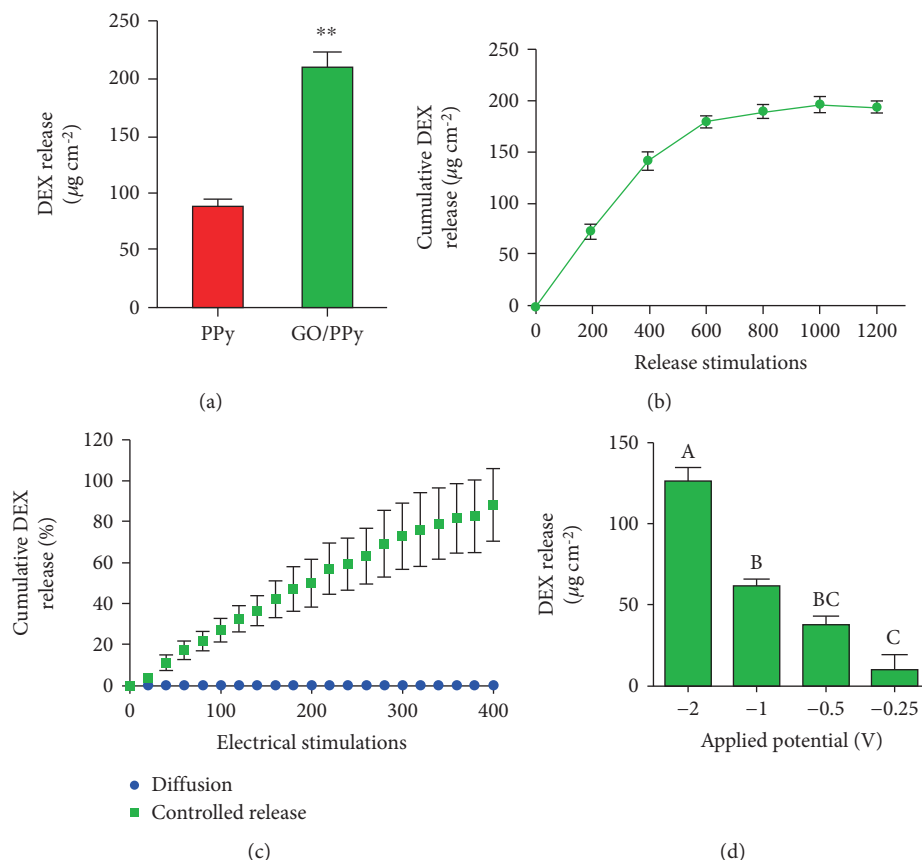 250
200
150
100
50
0
DEX release
(μg cm⁻²)
**
PPy
GO/PPy
(a)
250
200
150
100
50
0
Cumulative DEX
release (μg cm⁻²)
0 200 400 600 800 1000 1200
Release stimulations
(b)
120
100
80
60
40
20
0
Cumulative DEX
release (%)
0 100 200 300 400
Electrical stimulations
Diffusion
Controlled release
(c)
150
100
50
0
DEX release
(μg cm⁻²)
A
B
BC
C
−2 −1 −0.5 −0.25
Applied potential (V)
(d)